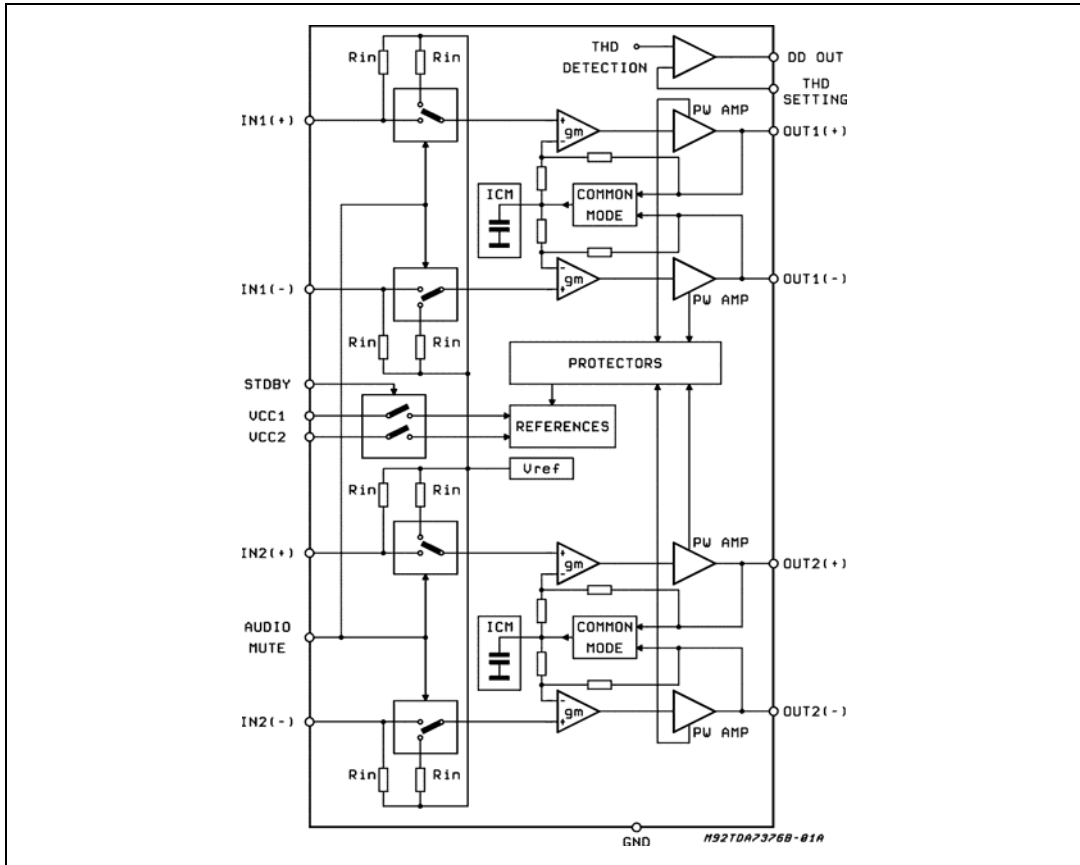 Rin Rin
THD
DETECTION
DD OUT
THD
SETTING
PW AMP
IN1(+)
+
gm
-
OUT1(+)
ICM
COMMON
MODE
IN1(-)
-
gm
+
OUT1(-)
PW AMP
Rin Rin
PROTECTORS
STDBY
VCC1
VCC2
REFERENCES
Vref
Rin Rin
PW AMP
IN2(+)
+
gm
-
OUT2(+)
AUDIO
MUTE
ICM
COMMON
MODE
IN2(-)
-
gm
+
OUT2(-)
PW AMP
Rin Rin
GND
M92TDA7376B-01A